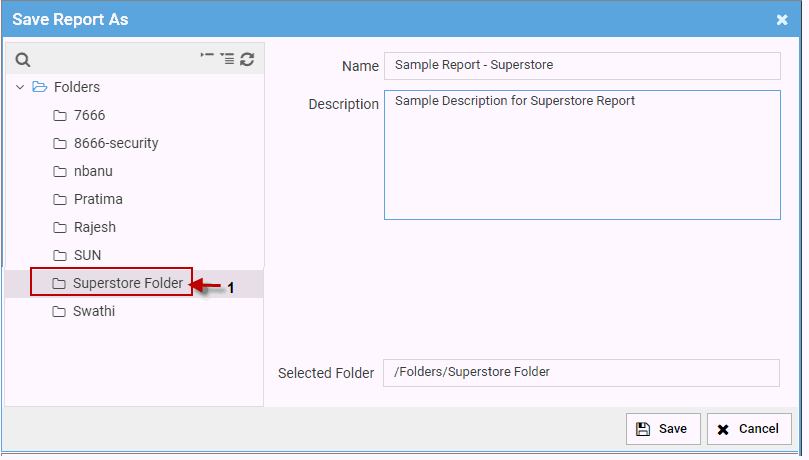 Save Report As
Folders
7666
8666-security
nbanu
Pratima
Rajesh
SUN
Superstore Folder
1
Swathi
Name
Sample Report - Superstore
Description
Sample Description for Superstore Report
Selected Folder
/Folders/Superstore Folder
Save
Cancel